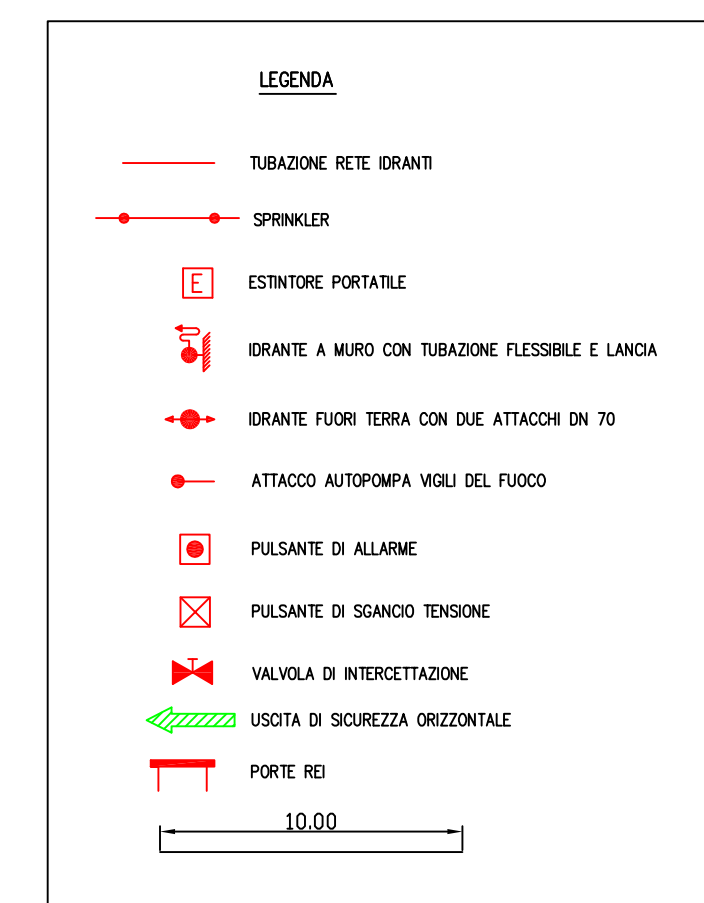 LEGENDA
TUBAZIONE RETE IDRANTI
SPRINKLER
E ESTINTORE PORTATILE
IDRANTE A MURO CON TUBAZIONE FLESSIBILE E LANCIA
IDRANTE FUORI TERRA CON DUE ATTACCHI DN 70
ATTACCO AUTOPOMPA VIGILI DEL FUOCO
PULSANTE DI ALLARME
PULSANTE DI SGANCIO TENSIONE
VALVOLA DI INTERCETTAZIONE
USCITA DI SICUREZZA ORIZZONTALE
PORTE REI
10.00